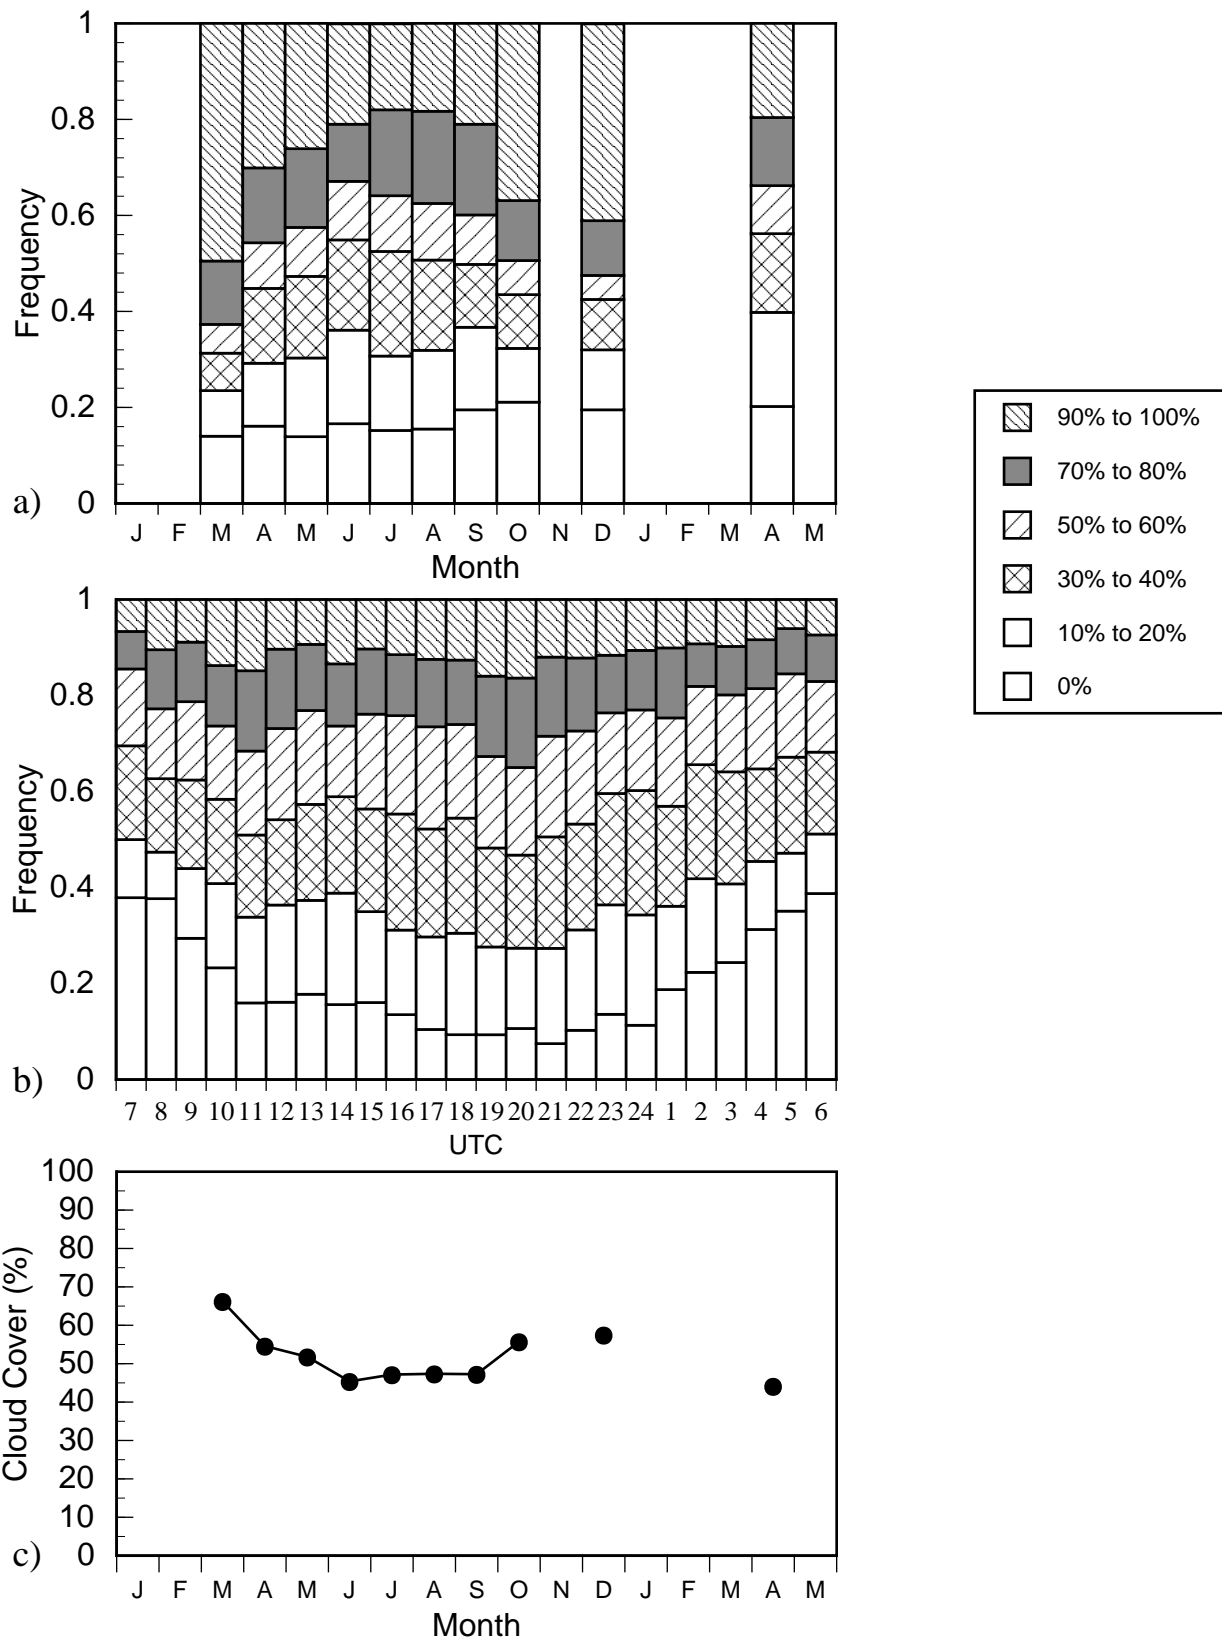 1
0.8
0.6
0.4
0.2
0
Frequency
a)
J F M A M J J A S O N D J F M A M
Month
90% to 100%
70% to 80%
50% to 60%
30% to 40%
10% to 20%
0%
1
0.8
0.6
0.4
0.2
0
Frequency
b)
7 8 9 10 11 12 13 14 15 16 17 18 19 20 21 22 23 24 1 2 3 4 5 6
UTC
100
90
80
70
60
50
40
30
20
10
0
Cloud Cover (%)
c)
J F M A M J J A S O N D J F M A M
Month